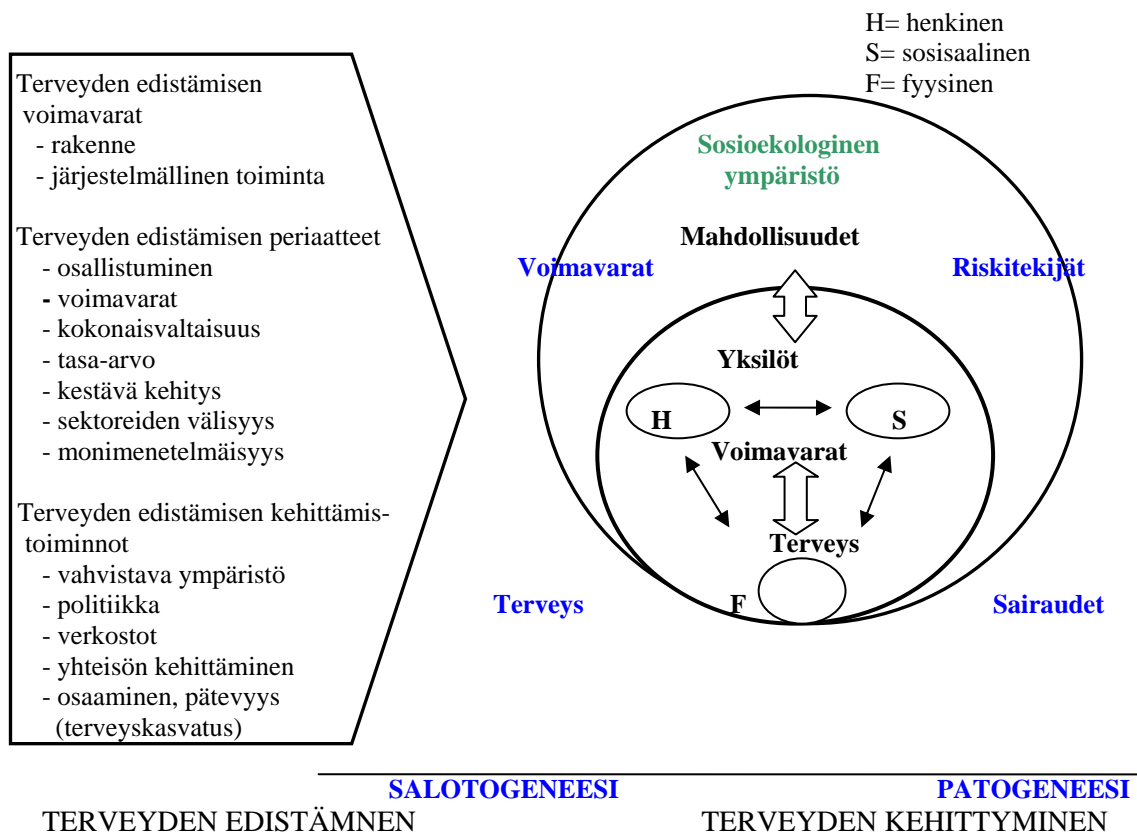 H= henkinen
S= sosisaalinen
F= fyysinen
Terveyden edistämisen
voimavarat
- rakenne
- järjestelmällinen toiminta
Terveyden edistämisen periaatteet
- osallistuminen
- voimavarat
- kokonaisvaltaisuus
- tasa-arvo
- kestävä kehitys
- sektoreiden välisyys
- monimenetelmäisyys
Terveyden edistämisen kehittämis-
toiminnot
- vahvistava ympäristö
- politiikka
- verkostot
- yhteisön kehittäminen
- osaaminen, pätevyys
(terveyskasvatus)
Sosioekologinen
ympäristö
Mahdollisuudet
Voimavarat
Riskitekijät
Yksilöt
H
S
Voimavarat
Terveys
F
Terveys
Sairaudet
SALOTOGENEESI
PATOGENEESI
TERVEYDEN EDISTÄMNEN
TERVEYDEN KEHITTYMINEN